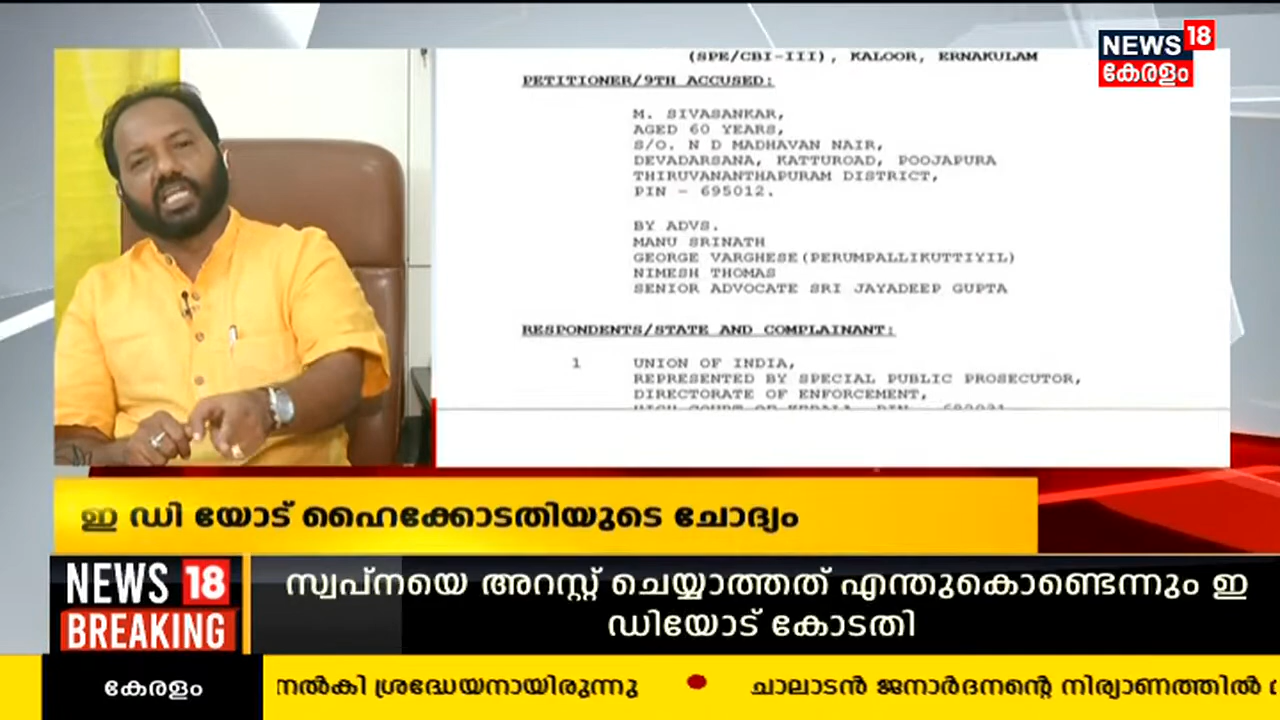 NEWS 18
കേരളം
(SPE/CBI-III), KALOOR, ERNAKULAM
PETITIONER/9TH ACCUSED:
M. SIVASANKAR,
AGED 60 YEARS,
S/O. N D MADHAVAN NAIR,
DEVADARSANA, KATTUROAD, POOJAPURA
THIRUVANANTHAPURAM DISTRICT,
PIN - 695012.
BY ADVS.
MANU SRINATH
GEORGE VARGHESE(PERUMPALLIKUTTIYIL)
NIMESH THOMAS
SENIOR ADVOCATE SRI JAYADEEP GUPTA
RESPONDENTS/STATE AND COMPLAINANT:
1 UNION OF INDIA,
REPRESENTED BY SPECIAL PUBLIC PROSECUTOR,
DIRECTORATE OF ENFORCEMENT,
ഇ ഡി യോട് ഹൈക്കോടതിയുടെ ചോദ്യം
NEWS 18
BREAKING
സ്വപ്നയെ അറസ്റ്റ് ചെയ്യാത്തത് എന്തുകൊണ്ടെന്നും ഇ
ഡിയോട് കോടതി
കേരളം
നൽകി ശ്രദ്ധേയനായിരുന്നു • ചാലാടൻ ജനാർദനന്റെ നിര്യാണത്തിൽ